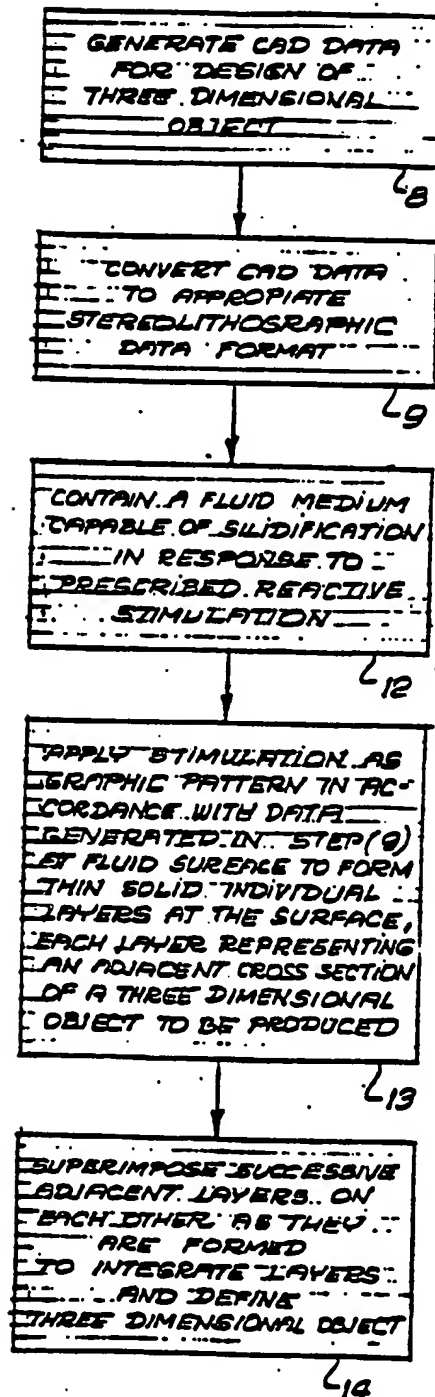 GENERATE CAD DATA
FOR DESIGN OF
THREE DIMENSIONAL
OBJECT
8
CONVERT CAD DATA
TO APPROPIATE
STEREOLITHOGRAPHIC
DATA FORMAT
9
CONTAIN A FLUID MEDIUM
CAPABLE OF SILIDIFICATION
IN RESPONSE TO
PRESCRIBED REACTIVE
STIMULATION
12
APPLY STIMULATION AS
GRAPHIC PATTERN IN AC-
CORDANCE WITH DATA
GENERATED IN STEP (9)
AT FLUID SUREACE TO FORM
THIN SOLID INDIVIDUAL
LAYERS AT THE SURFACE,
EACH LAYER REPRESENTING
AN ADJACENT CROSS SECTION
OF A THREE DIMENSIONAL
OBJECT TO BE PRODUCED
13
SUPERIMPOSE SUCCESSIVE
ADJACENT LAYERS ON
EACH OTHER AS THEY
ARE FORMED
TO INTEGRATE LAYERS
AND DEFINE
THREE DIMENSIONAL OBJECT
14